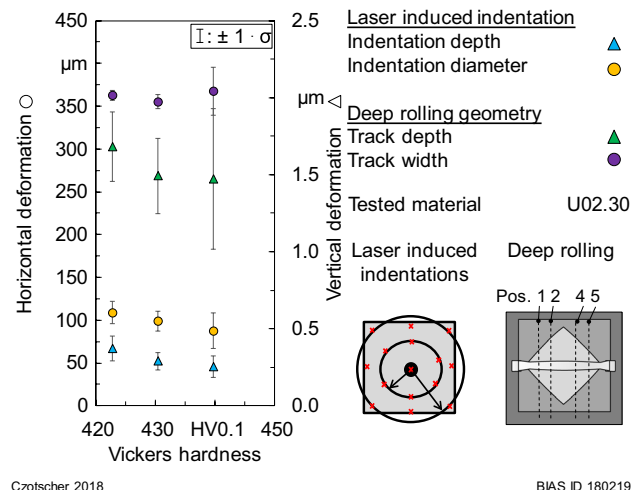 I: ± 1 · σ
450
400
µm
350
300
250
200
150
100
50
0
Horizontal deformation
2.5
2.0
µm
1.5
1.0
0.5
0.0
Vertical deformation
420 430 HV0.1 450
Vickers hardness
Laser induced indentation
Indentation depth
Indentation diameter
Deep rolling geometry
Track depth
Track width
Tested material U02.30
Laser induced
indentations
Deep rolling
Pos. 1 2 4 5
Czotscher 2018
BIAS ID 180219